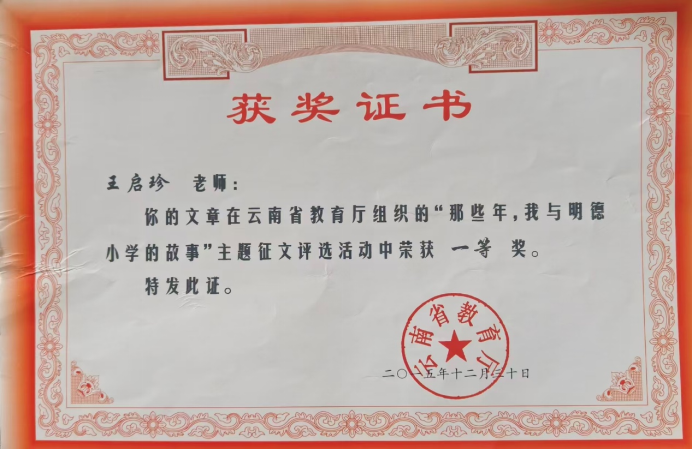 获奖证书
王启珍 老师：
你的文章在云南省教育厅组织的“那些年，我与明德
小学的故事”主题征文评选活动中荣获 一等 奖。
特发此证。
云南省教育厅
二〇一五年十二月二十日